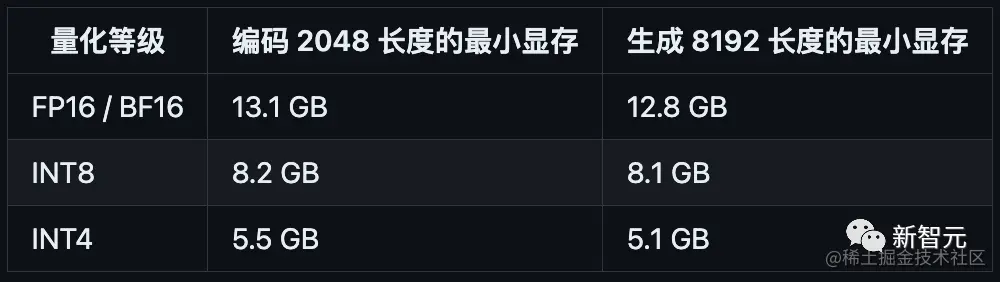 量化等级 编码 2048 长度的最小显存 生成 8192 长度的最小显存
FP16 / BF16 13.1 GB 12.8 GB
INT8 8.2 GB 8.1 GB
INT4 5.5 GB 5.1 GB
新智元
@稀土掘金技术社区